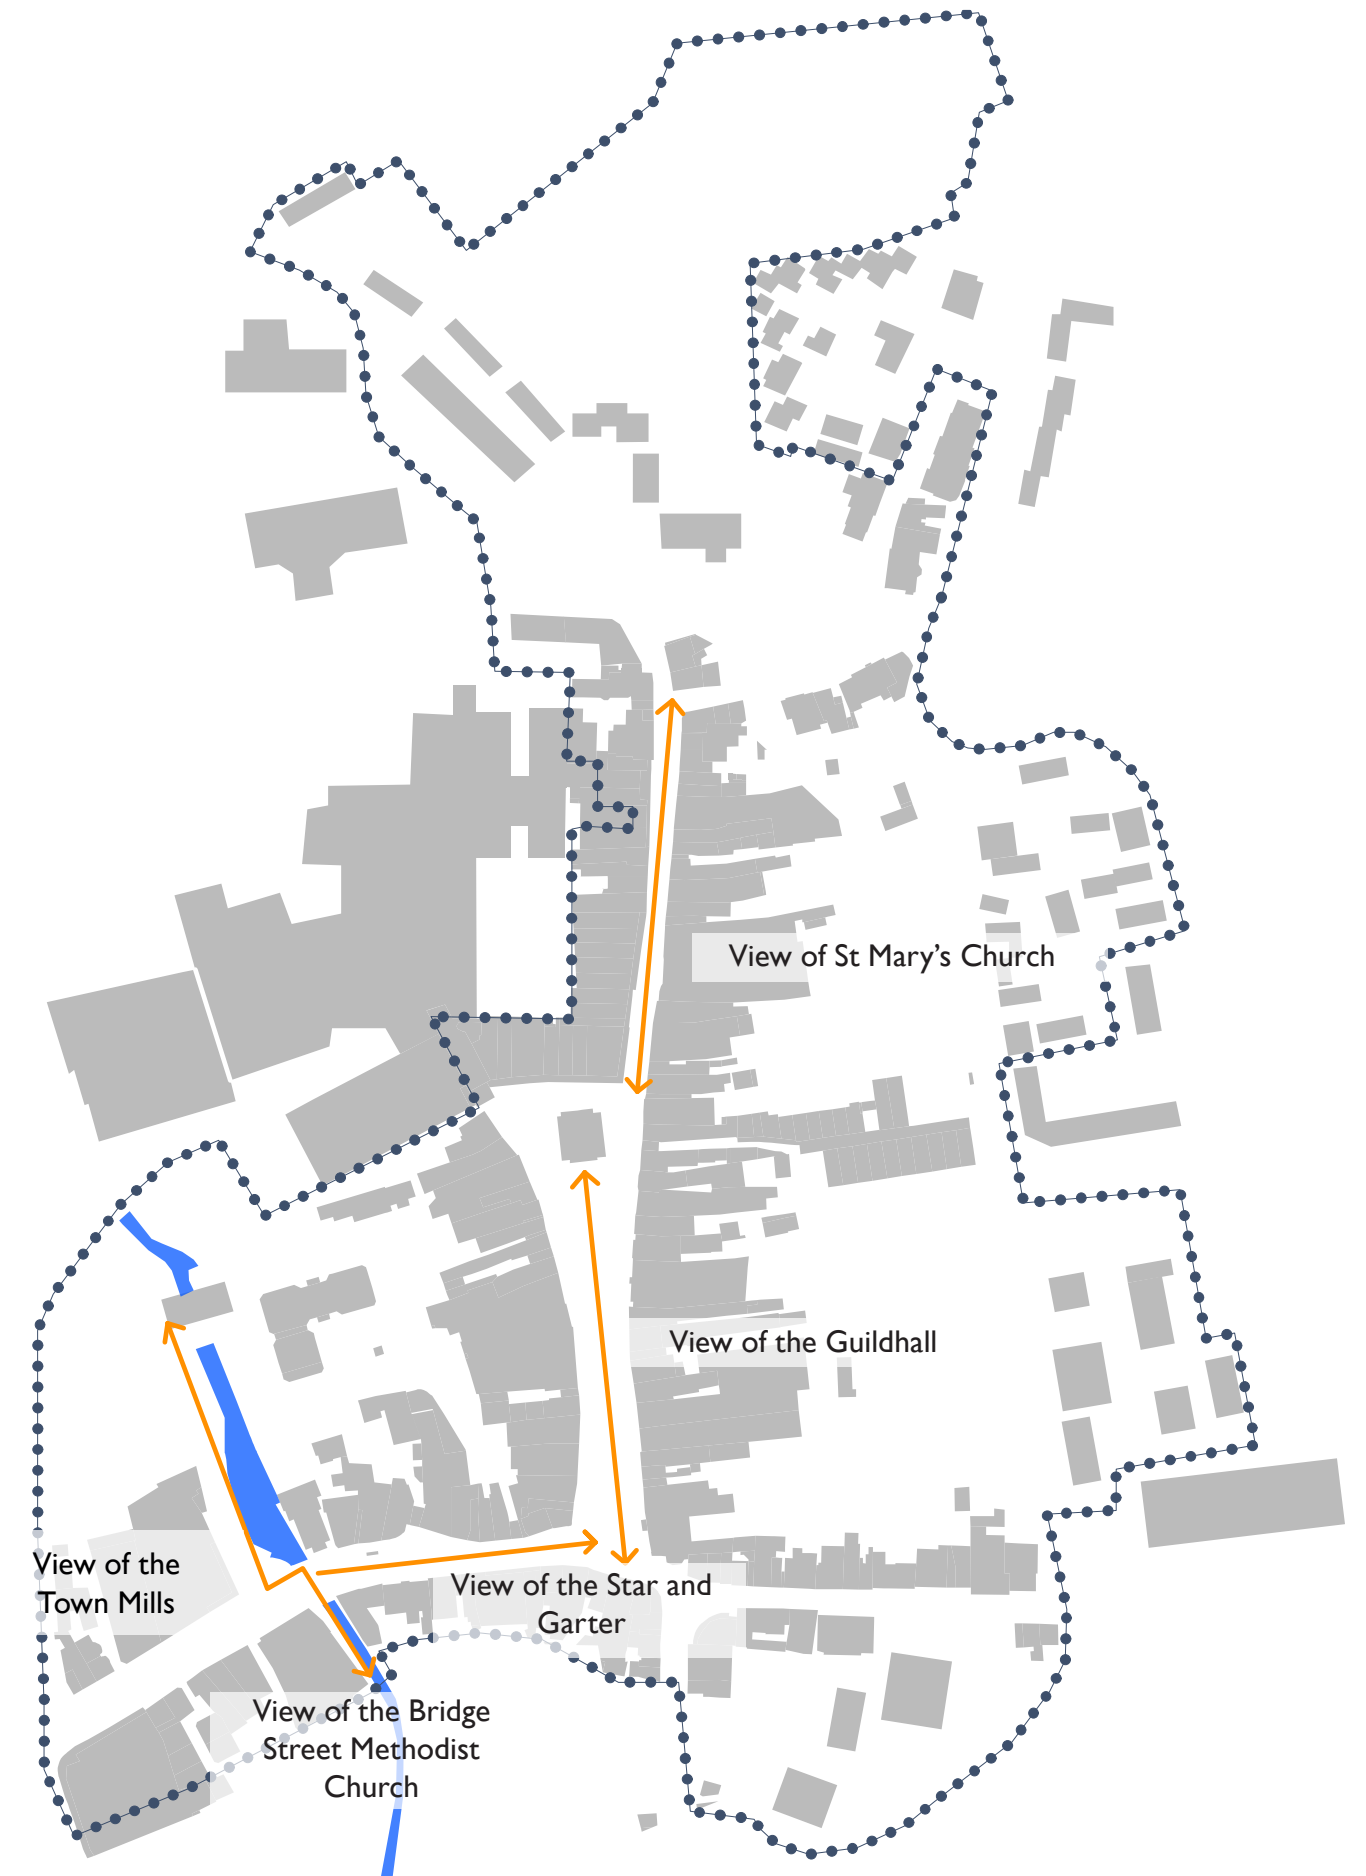 View of St Mary’s Church
View of the Guildhall
View of the
Town Mills
View of the Star and
Garter
View of the Bridge
Street Methodist
Church